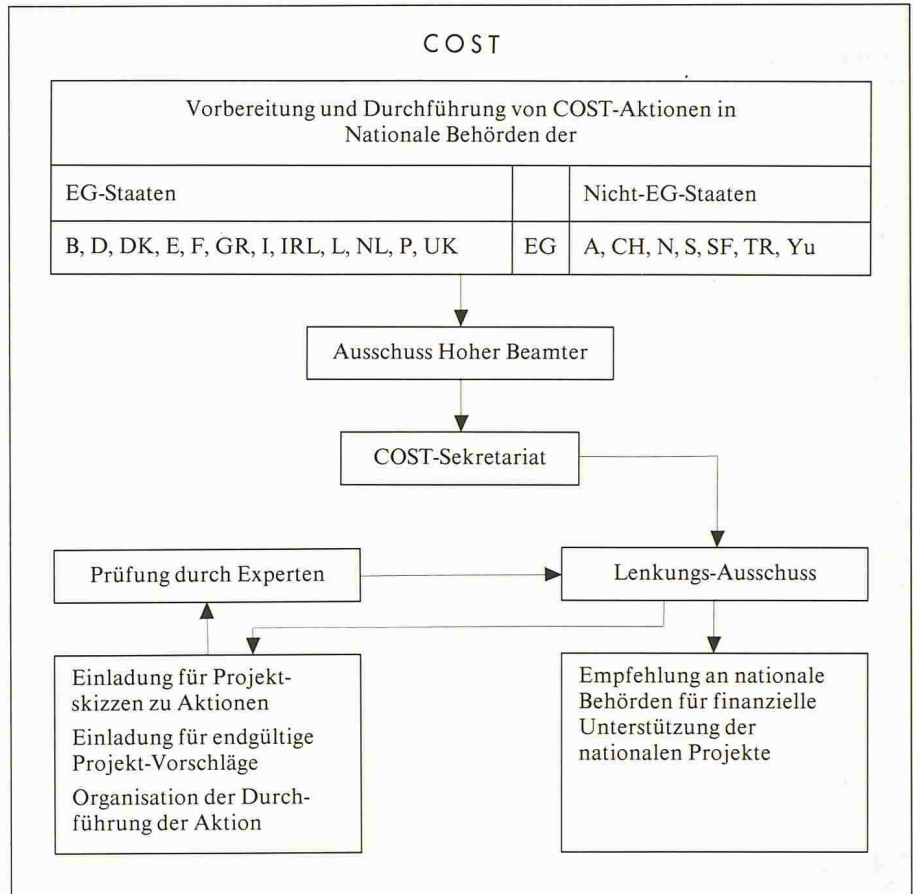 COST
Vorbereitung und Durchführung von COST-Aktionen in
Nationale Behörden der
EG-Staaten
Nicht-EG-Staaten
B, D, DK, E, F, GR, I, IRL, L, NL, P, UK
EG
A, CH, N, S, SF, TR, Yu
Ausschuss Hoher Beamter
COST-Sekretariat
Prüfung durch Experten
Lenkungs-Ausschuss
Einladung für Projekt-
skizzen zu Aktionen
Einladung für endgültige
Projekt-Vorschläge
Organisation der Durch-
führung der Aktion
Empfehlung an nationale
Behörden für finanzielle
Unterstützung der
nationalen Projekte